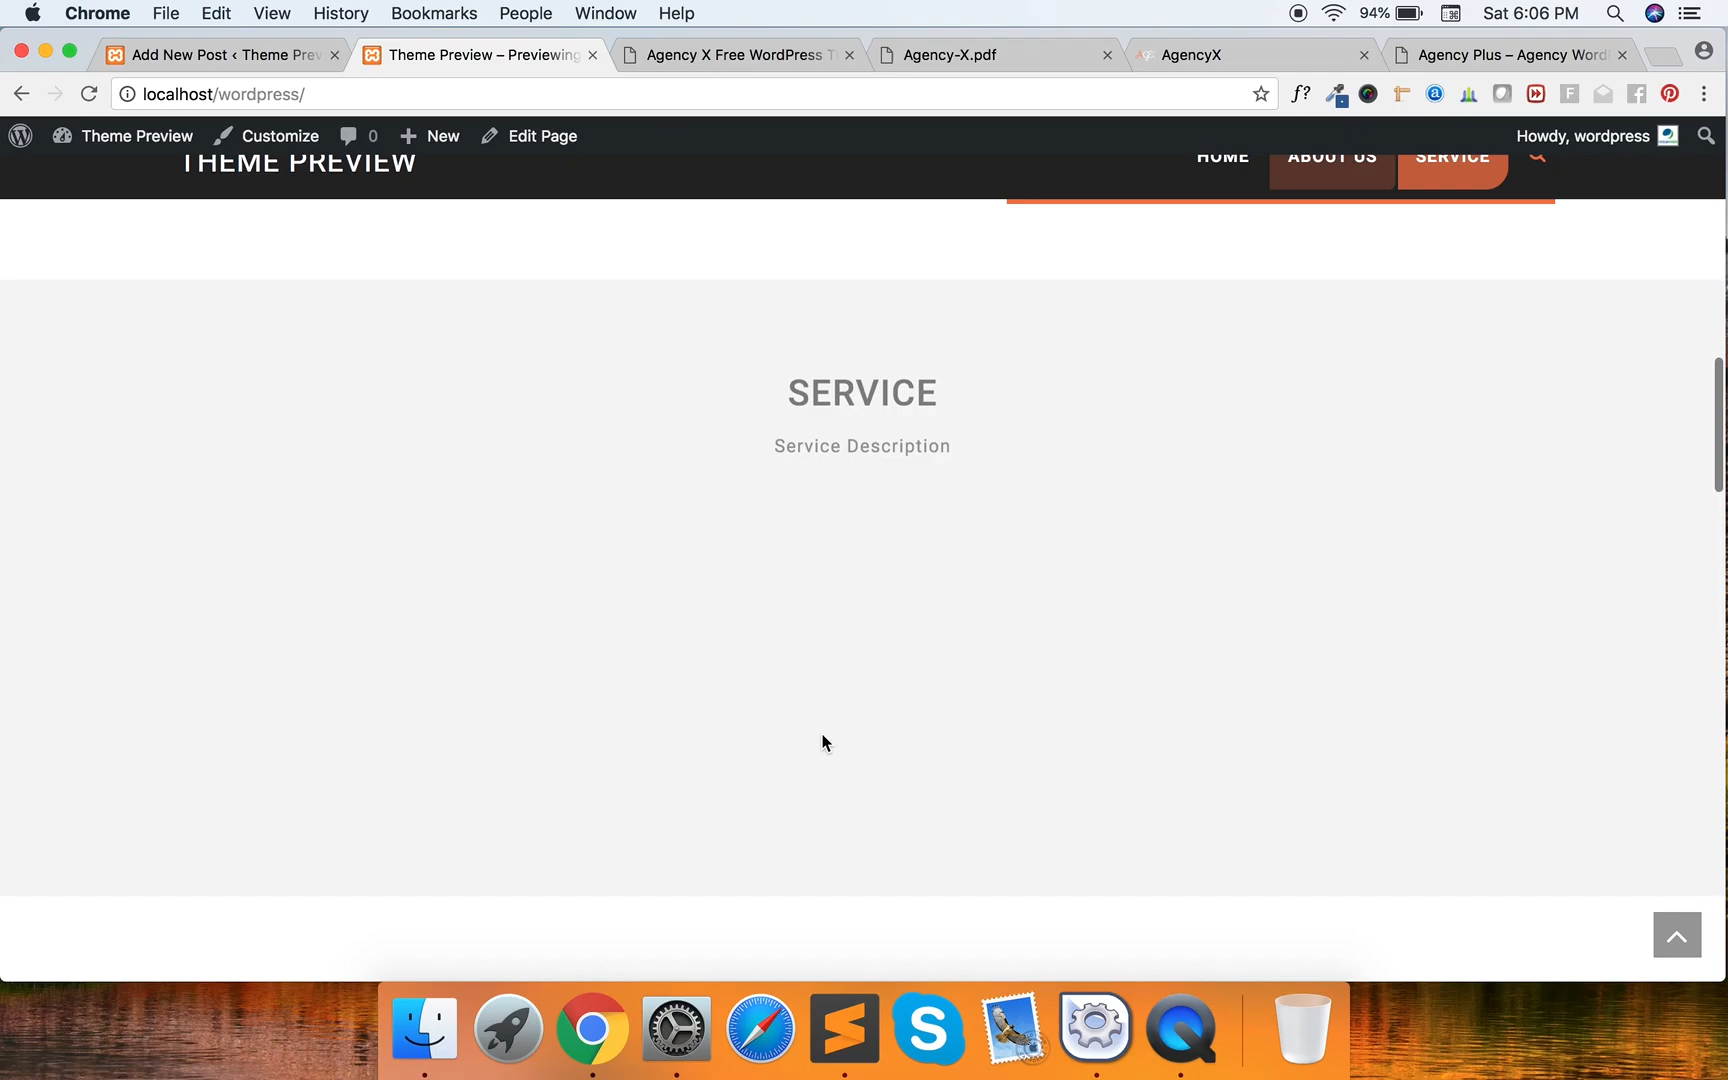 Chrome File Edit View History Bookmarks People Window Help 94% Sat 6:06 PM
Add New Post ‹ Theme Prev Theme Preview – Previewing Agency X Free WordPress T Agency-X.pdf AgencyX Agency Plus – Agency Word
localhost/wordpress/ f?
Theme Preview Customize 0 New Edit Page Howdy, wordpress
THEME PREVIEW HOME ABOUT US SERVICE
SERVICE
Service Description